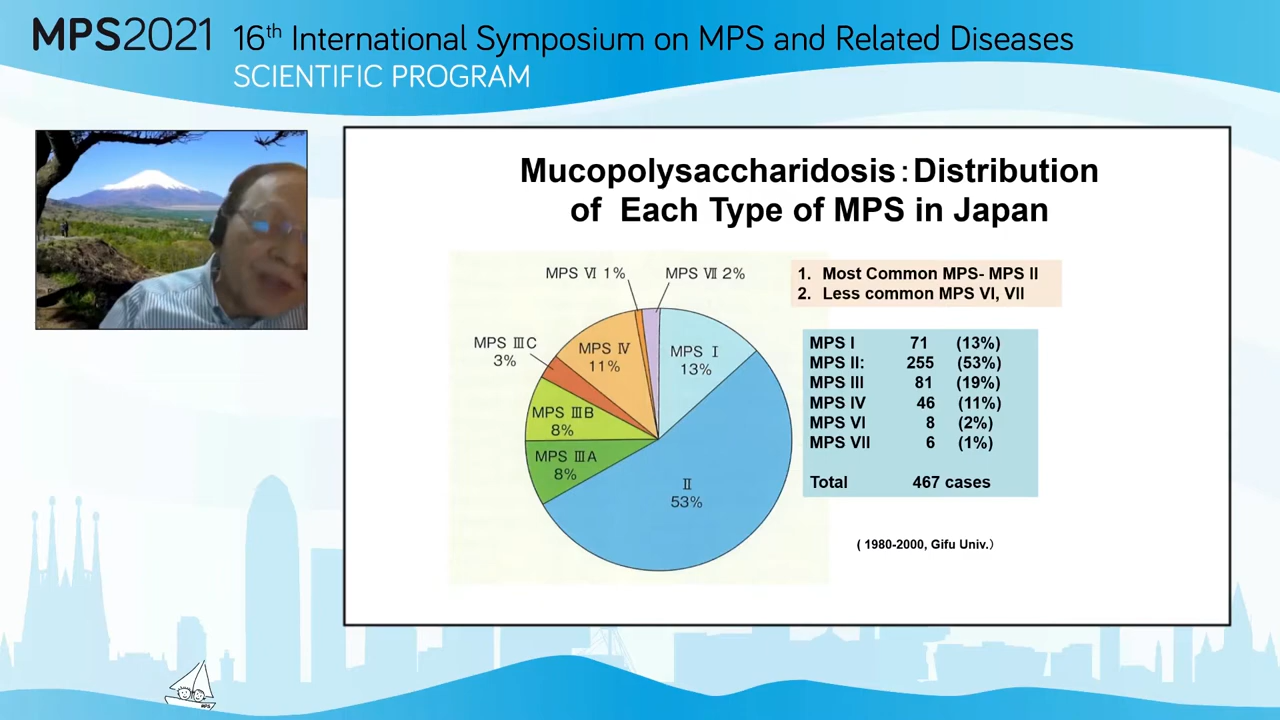 MPS2021 16th International Symposium on MPS and Related Diseases
SCIENTIFIC PROGRAM
Mucopolysaccharidosis:Distribution
of Each Type of MPS in Japan
MPS VI 1%
MPS VII 2%
MPS IIIC
3%
MPS IV
11%
MPS I
13%
MPS IIIB
8%
MPS IIIA
8%
II
53%
1. Most Common MPS- MPS II
2. Less common MPS VI, VII
MPS I 71 (13%)
MPS II: 255 (53%)
MPS III 81 (19%)
MPS IV 46 (11%)
MPS VI 8 (2%)
MPS VII 6 (1%)
Total 467 cases
( 1980-2000, Gifu Univ.)
MPS